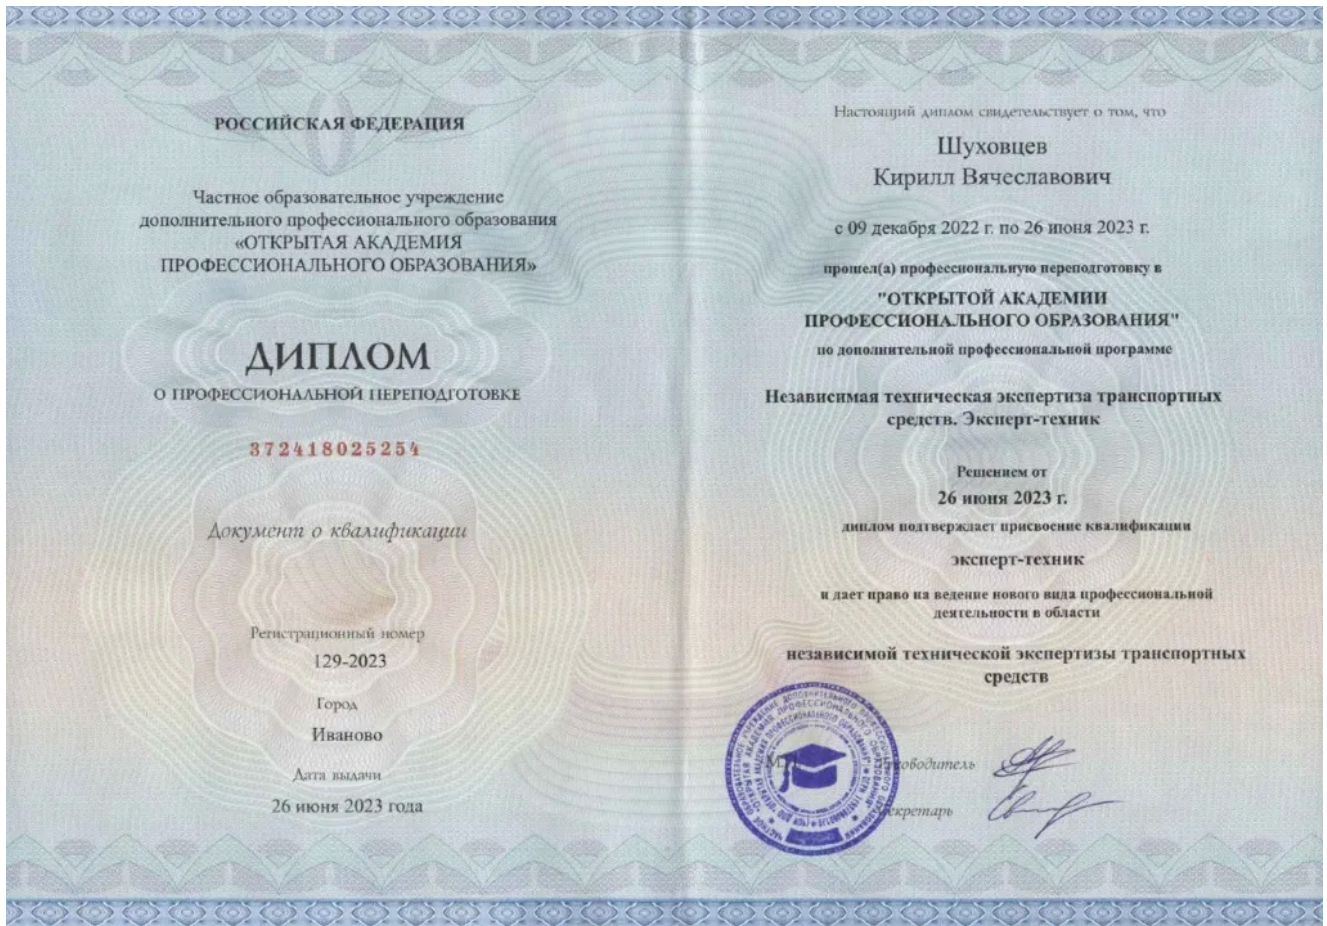 РОССИЙСКАЯ ФЕДЕРАЦИЯ
Частное образовательное учреждение
дополнительного профессионального образования
«ОТКРЫТАЯ АКАДЕМИЯ
ПРОФЕССИОНАЛЬНОГО ОБРАЗОВАНИЯ»
ДИПЛОМ
О ПРОФЕССИОНАЛЬНОЙ ПЕРЕПОДГОТОВКЕ
372418025254
Документ о квалификации
Регистрационный номер
129-2023
Город
Иваново
Дата выдачи
26 июня 2023 года
Настоящий диплом свидетельствует о том, что
Шуховцев
Кирилл Вячеславович
с 09 декабря 2022 г. по 26 июня 2023 г.
прошел(а) профессиональную переподготовку в
"ОТКРЫТОЙ АКАДЕМИИ
ПРОФЕССИОНАЛЬНОГО ОБРАЗОВАНИЯ"
по дополнительной профессиональной программе
Независимая техническая экспертиза транспортных
средств. Эксперт-техник
Решением от
26 июня 2023 г.
диплом подтверждает присвоение квалификации
эксперт-техник
и дает право на ведение нового вида профессиональной
деятельности в области
независимой технической экспертизы транспортных
средств
М.П.
Руководитель
Секретарь